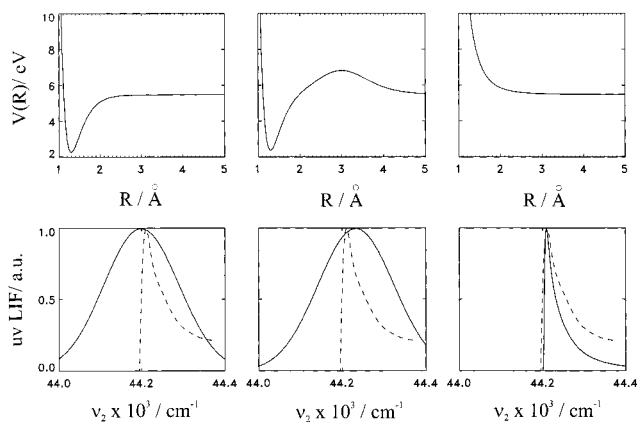 10
8
6
4
2
V(R)/ eV
1 2 3 4 5
1 2 3 4 5
1 2 3 4 5
R / Å
R / Å
R / Å
1.0
0.5
0.0
uv LIF/ a.u.
44.0 44.2 44.4
44.0 44.2 44.4
44.0 44.2 44.4
ν₂ x 10³ / cm⁻¹
ν₂ x 10³ / cm⁻¹
ν₂ x 10³ / cm⁻¹